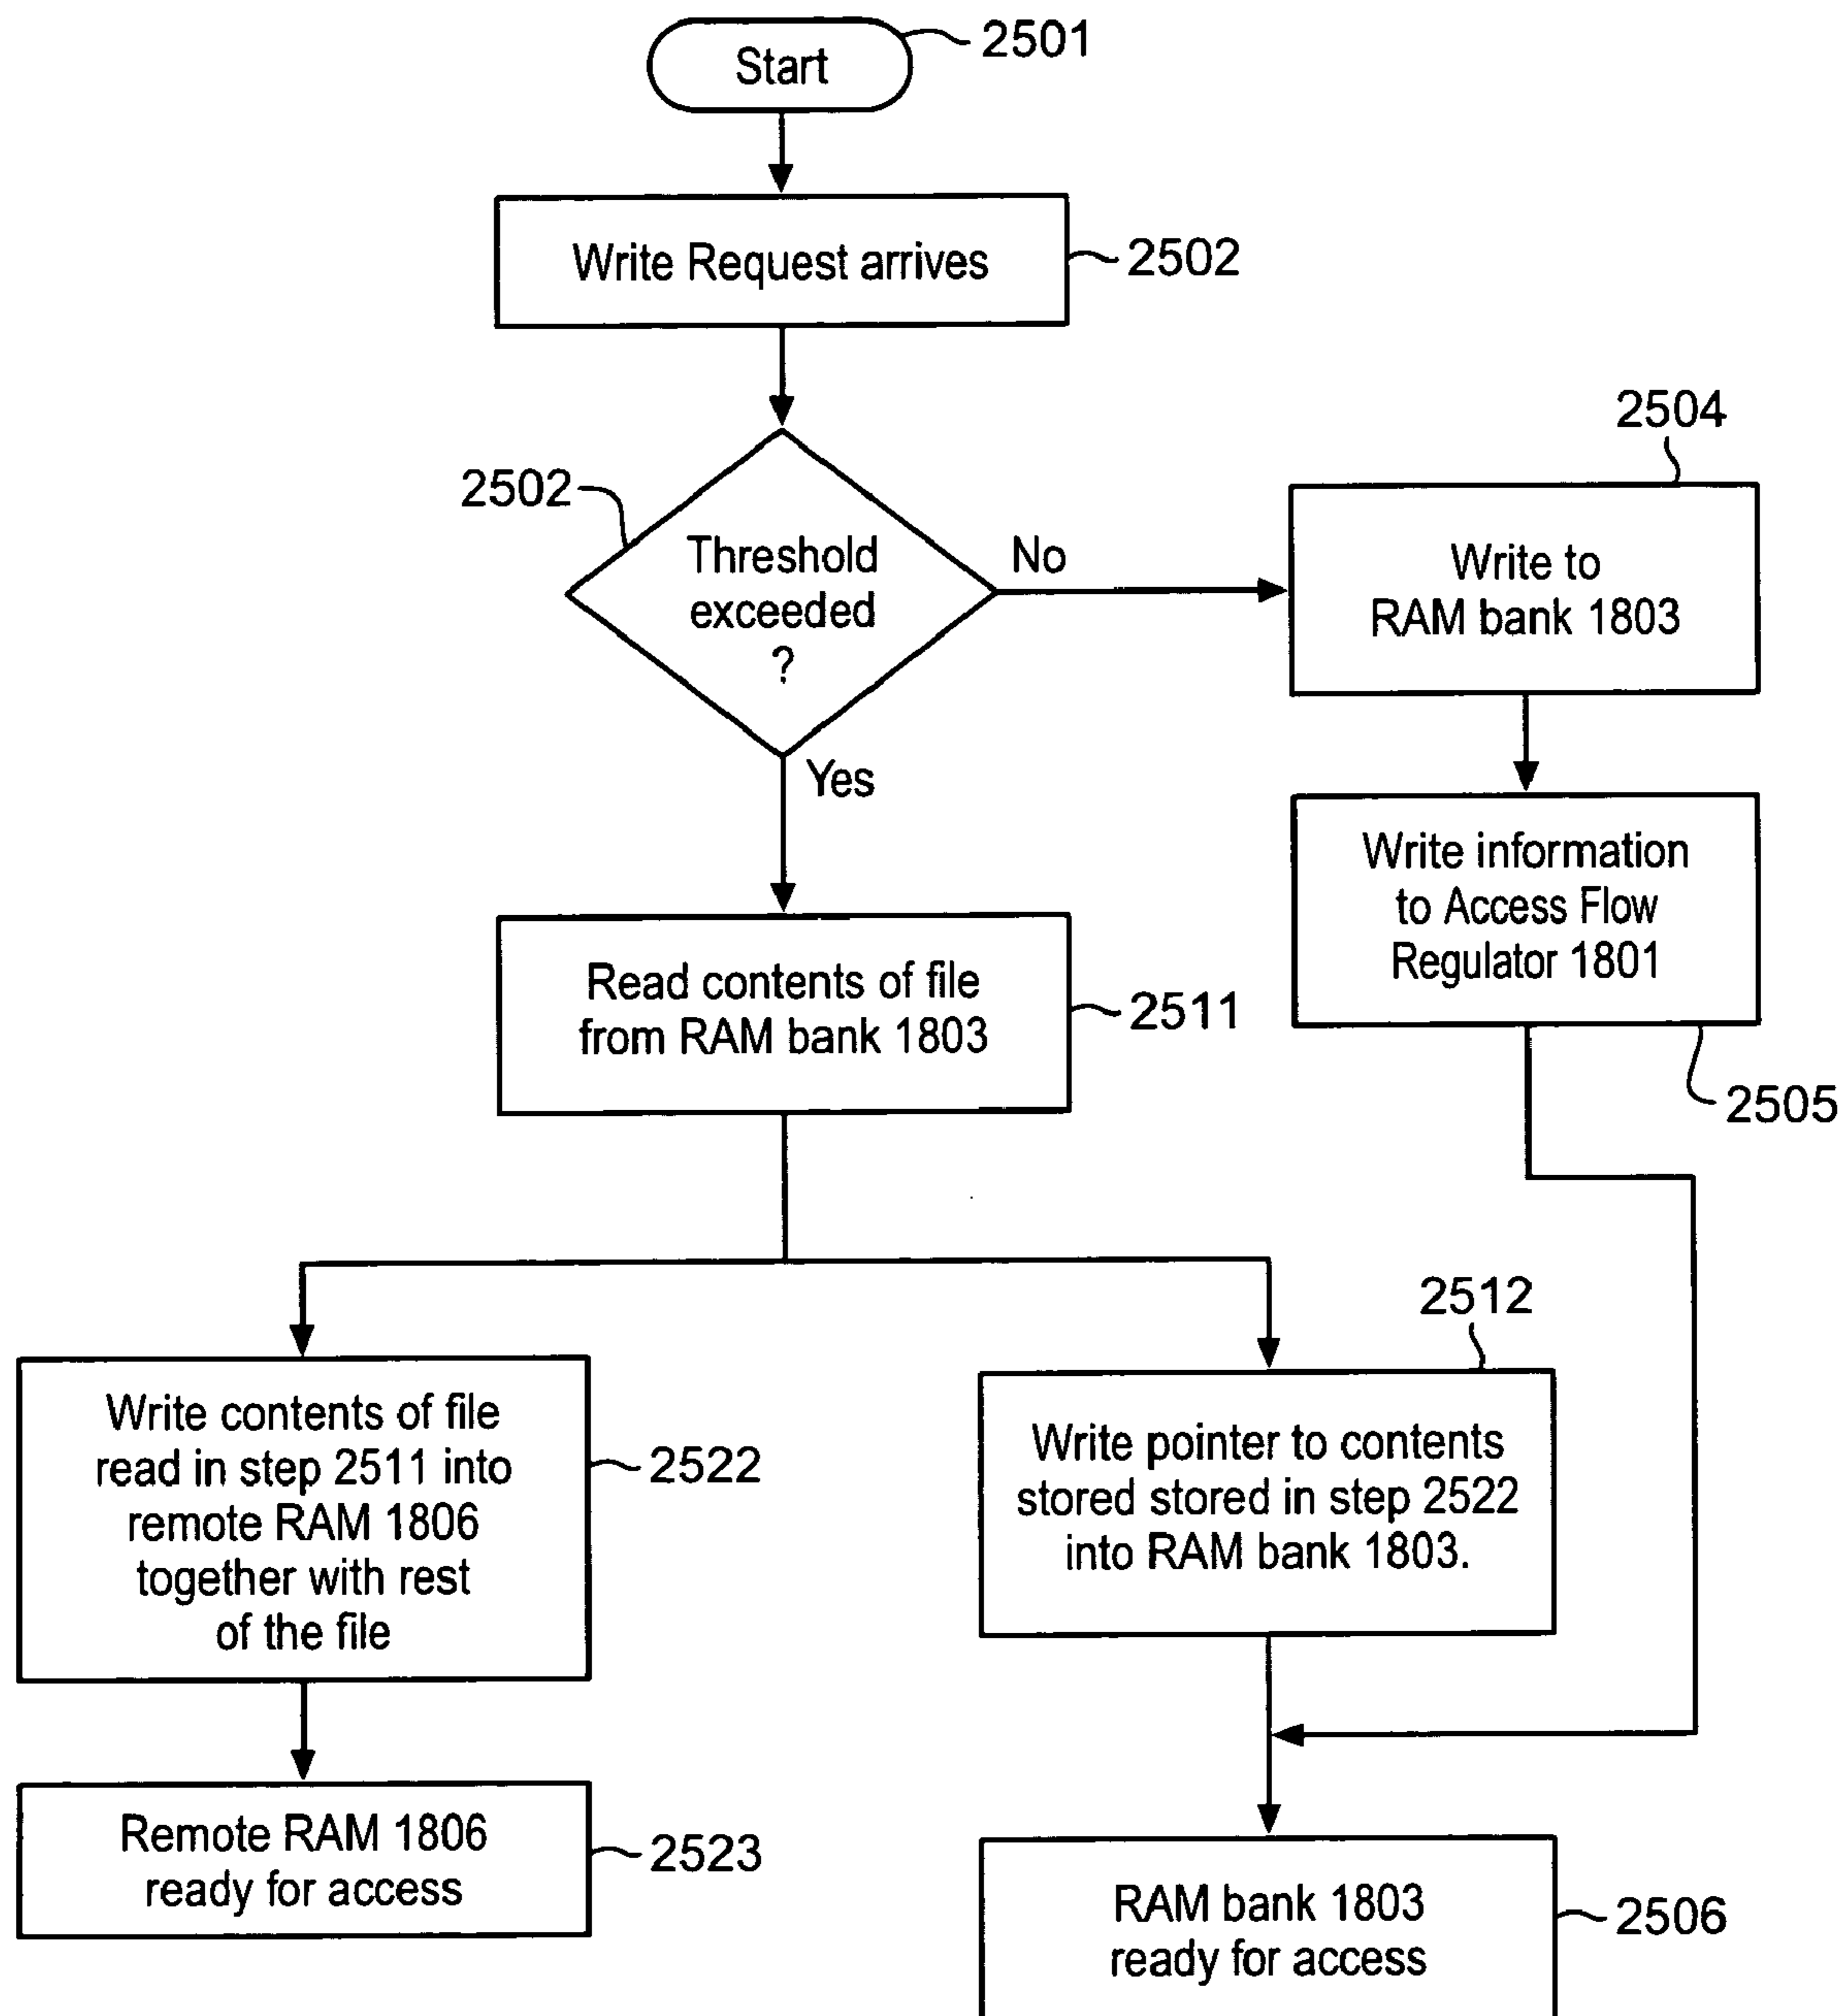 Start
2501
Write Request arrives
2502
2502
Threshold
exceeded
?
No
Yes
2504
Write to
RAM bank 1803
Write information
to Access Flow
Regulator 1801
2505
Read contents of file
from RAM bank 1803
2511
2512
Write contents of file
read in step 2511 into
remote RAM 1806
together with rest
of the file
2522
Write pointer to contents
stored stored in step 2522
into RAM bank 1803.
Remote RAM 1806
ready for access
2523
RAM bank 1803
ready for access
2506